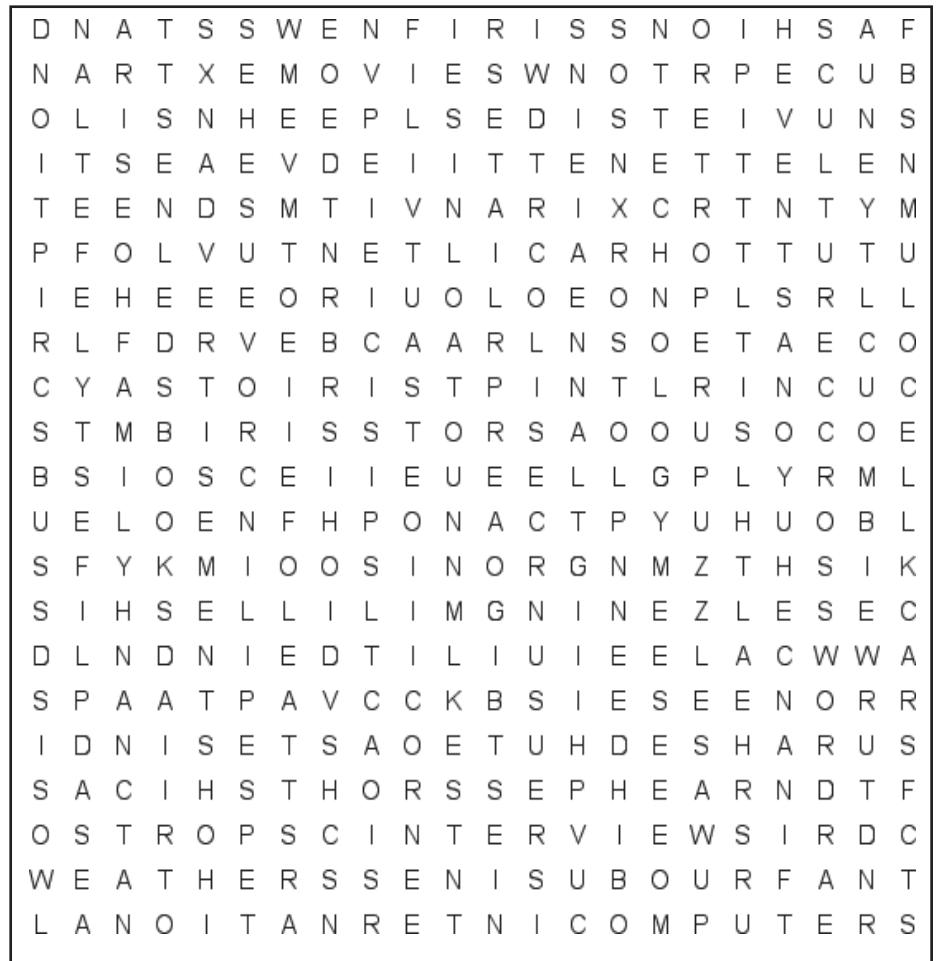 D N A T S S W E N F I R I S S N O I H S A F
N A R T X E M O V I E S W N O T R P E C U B
O L I S N H E E P L S E D I S T E I V U N S
I T S E A E V D E I I T T E N E T T E L E N
T E E N D S M T I V N A R I X C R T N T Y M
P F O L V U T N E T L I C A R H O T T U T U
I E H E E E O R I U O L O E O N P L S R L L
R L F D R V E B C A A R L N S O E T A E C O
C Y A S T O I R I S T P I N T L R I N C U C
S T M B I R I S S T O R S A O O U S O C O E
B S I O S C E I I E U E E L L G P L Y R M L
U E L O E N F H P O N A C T P Y U H U O B L
S F Y K M I O O S I N O R G N M Z T H S I K
S I H S E L L I L I M G N I N E Z L E S E C
D L N D N I E D T I L I U I E E L A C W W A
S P A A T P A V C C K B S I E S E E N O R R
I D N I S E T S A O E T U H D E S H A R U S
S A C I H S T H O R S S E P H E A R N D T F
O S T R O P S C I N T E R V I E W S I R D C
W E A T H E R S S E N I S U B O U R F A N T
L A N O I T A N R E T N I C O M P U T E R S